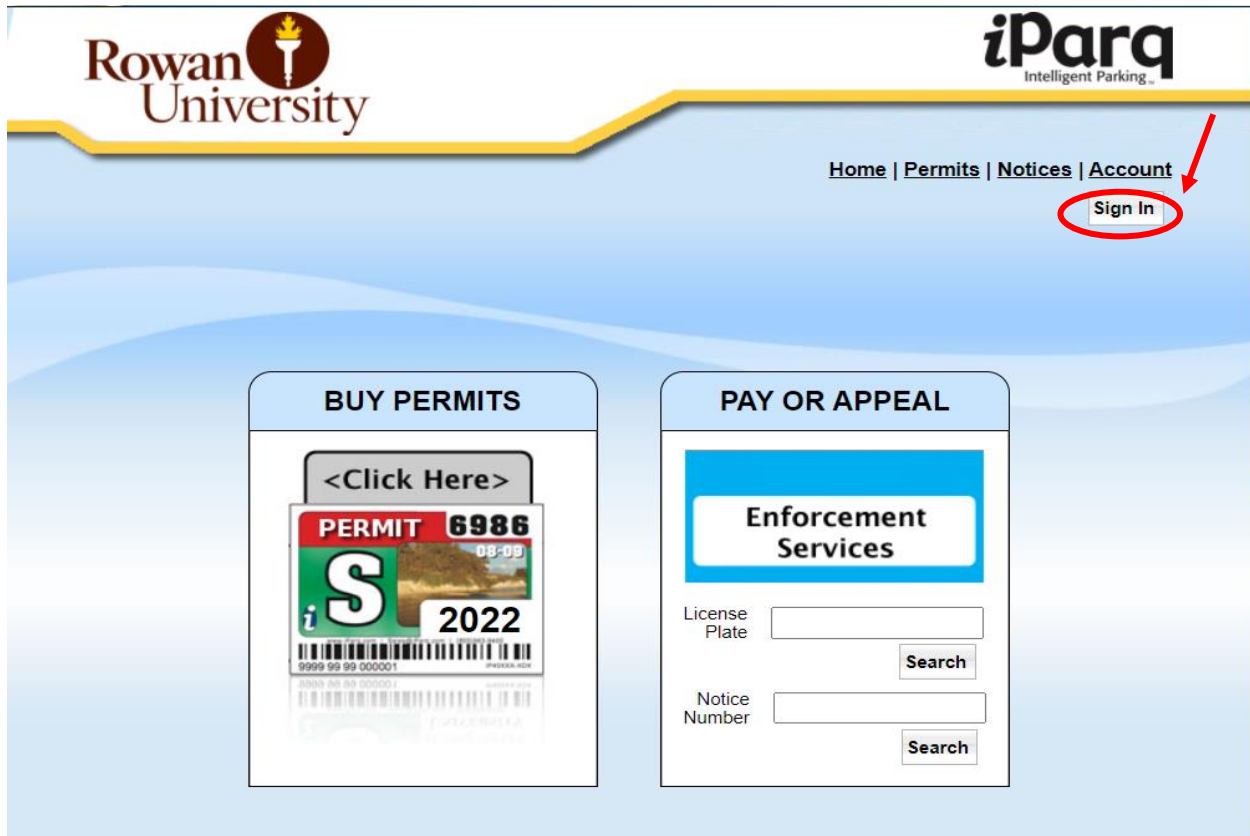 Rowan
University
iParq
Intelligent Parking
Home | Permits | Notices | Account
Sign In
BUY PERMITS
<Click Here>
PERMIT 6986
08-09
S
i
2022
9999 99 99 000001
PAY OR APPEAL
Enforcement
Services
License
Plate
Search
Notice
Number
Search